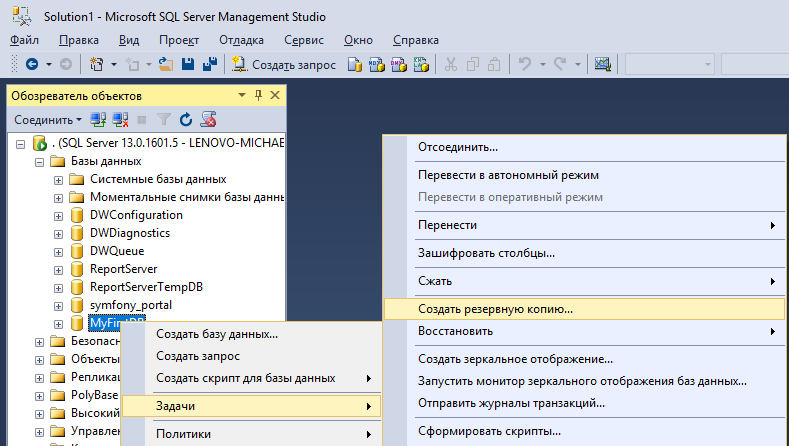 Solution1 - Microsoft SQL Server Management Studio
Файл Правка Вид Проект Отладка Сервис Окно Справка
Создать запрос
Обозреватель объектов
Соединить
. (SQL Server 13.0.1601.5 - LENOVO-MICHAE
Базы данных
Системные базы данных
Моментальные снимки базы данн
DWConfiguration
DWDiagnostics
DWQueue
ReportServer
ReportServerTempDB
symfony_portal
Безопасн
Объекты
Репликац
PolyBase
Высокий
Управлен
Создать базу данных...
Создать запрос
Создать скрипт для базы данных
Задачи
Политики
Отсоединить...
Перевести в автономный режим
Перевести в оперативный режим
Перенести
Зашифровать столбцы...
Сжать
Создать резервную копию...
Восстановить
Создать зеркальное отображение...
Запустить монитор зеркального отображения баз данных...
Отправить журналы транзакций...
Сформировать скрипты...